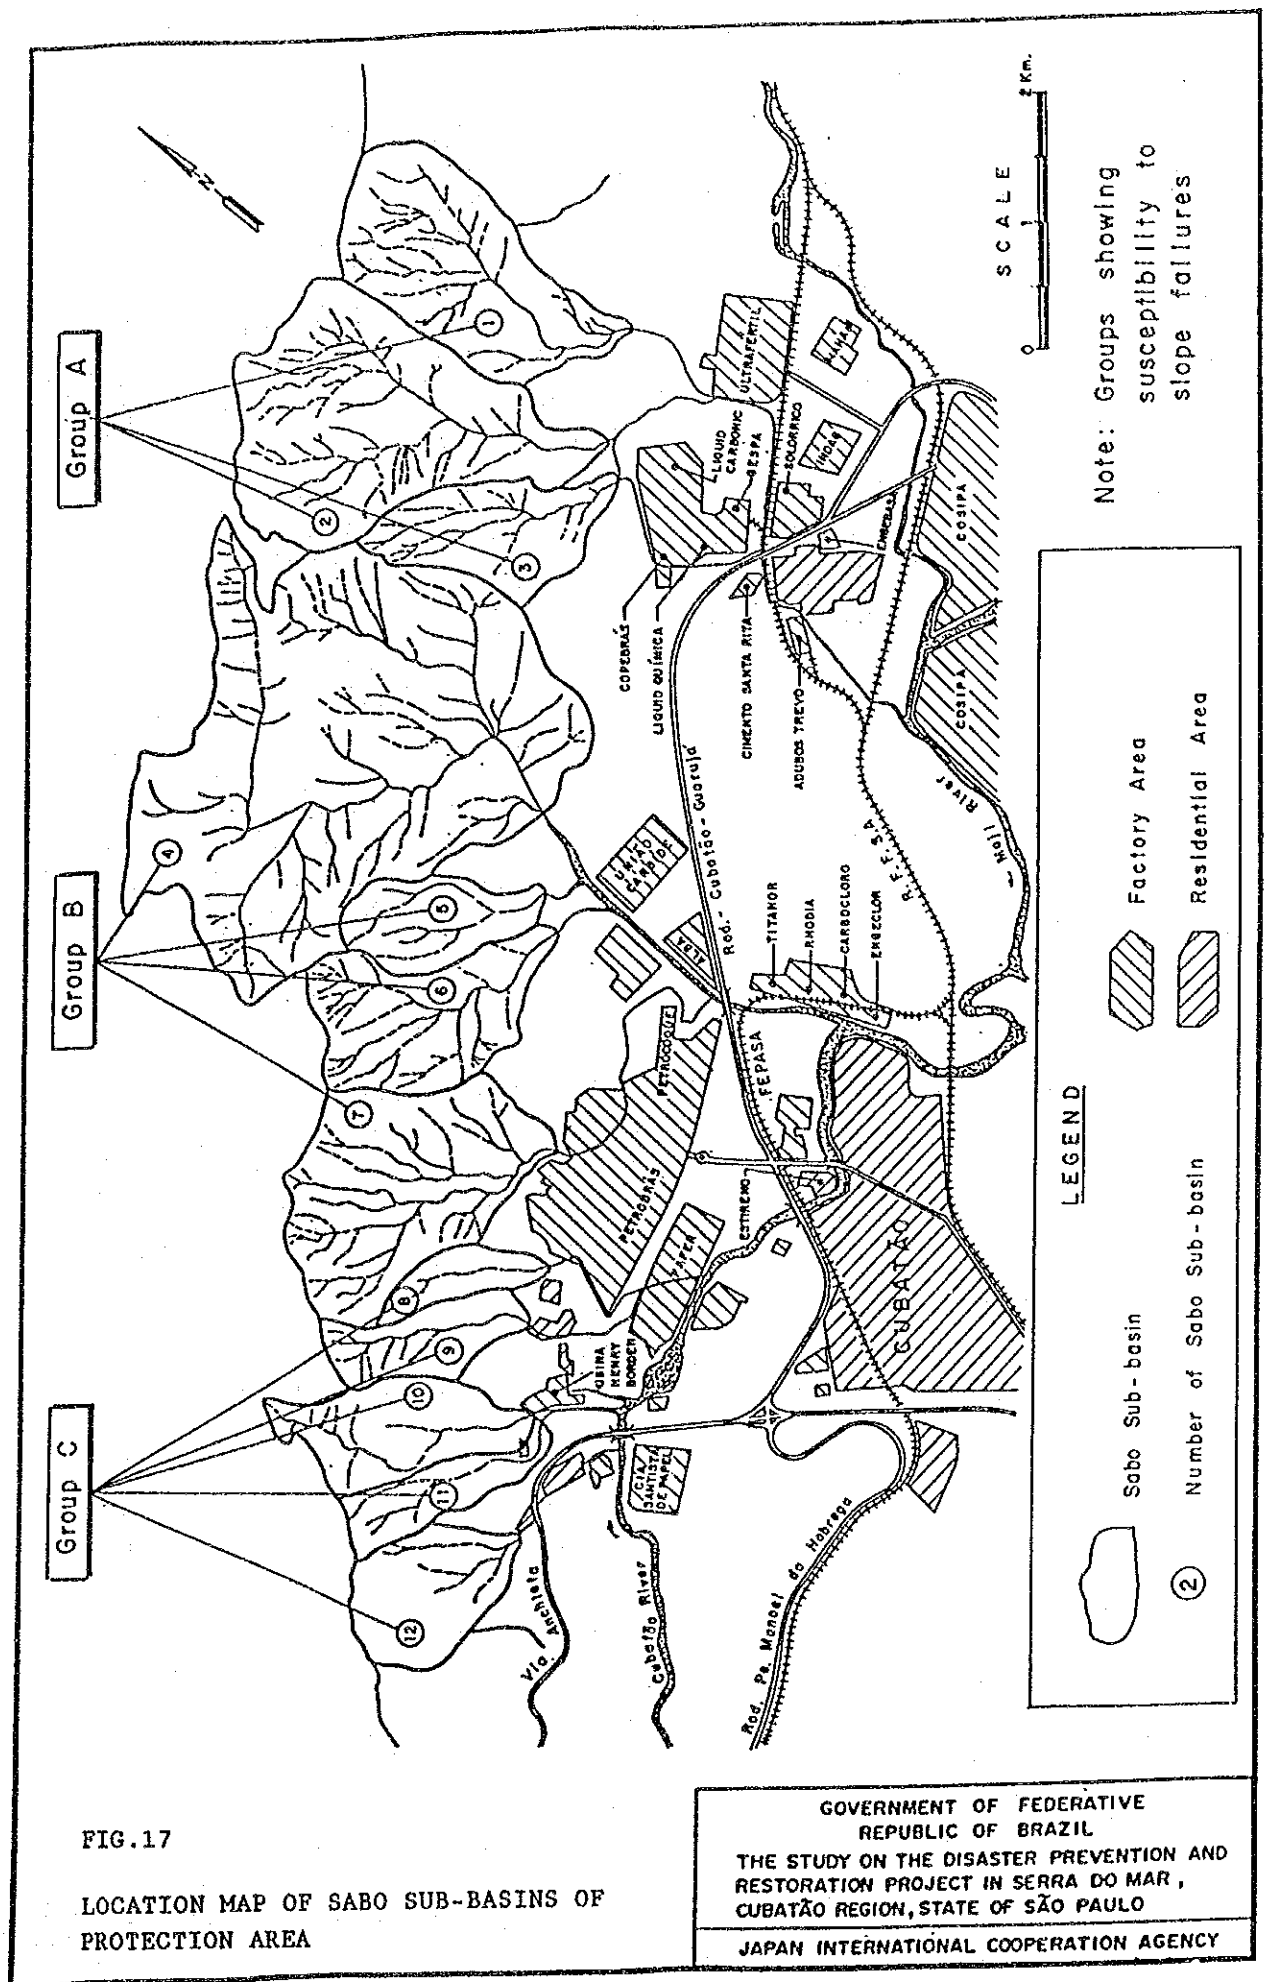 Group A
Group B
Group C
N
1
2
3
4
5
6
7
8
9
10
11
12
ULTRAFERTIL
LIQUID
CARBONIC
GESPA
SOLORRICO
MANAH
INDAG
ENGEBASA
COSIPA
COSIPA
COPEBRÁS
LIQUID QUÍMICA
CIMENTO SANTA RITA
ADUBOS TREVO
Rod.- Cubatão - Guarujá
R. F. F. S. A
River
CARBIDE
ALBA
TITANOR
RHODIA
CARBOCLORO
ENGECLOR
PETROCOQUE
FEPASA
PETROBRÁS
ESTIRENO
CUBATÃO
USINA
HENRY
BORDEN
CIA
SANTISTA
DE PAPEL
Via Anchieta
Cubatão River
Rod. Pe. Manoel da Nobrega
SCALE
0 1 2 Km.
Note: Groups showing
susceptibility to
slope failures
LEGEND
Sabo Sub-basin
2 Number of Sabo Sub-basin
Factory Area
Residential Area
FIG.17
LOCATION MAP OF SABO SUB-BASINS OF
PROTECTION AREA
GOVERNMENT OF FEDERATIVE
REPUBLIC OF BRAZIL
THE STUDY ON THE DISASTER PREVENTION AND
RESTORATION PROJECT IN SERRA DO MAR,
CUBATÃO REGION, STATE OF SÃO PAULO
JAPAN INTERNATIONAL COOPERATION AGENCY